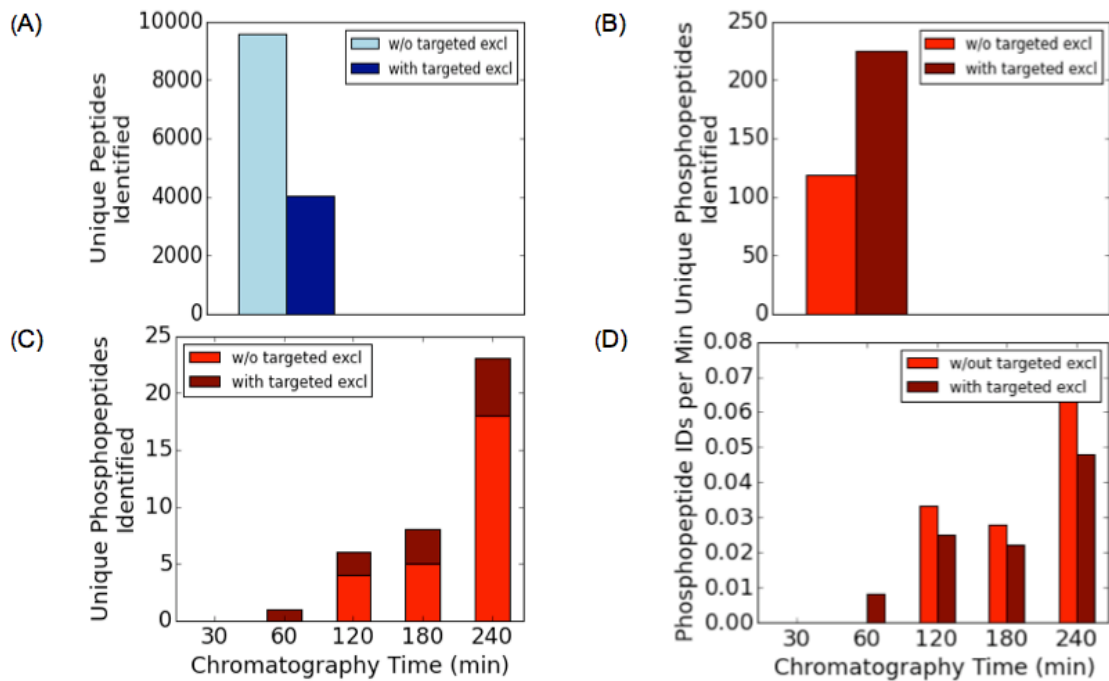 (A)
Unique Peptides
Identified
10000
8000
6000
4000
2000
0
w/o targeted excl
with targeted excl
(B)
Unique Phosphopeptides
Identified
250
200
150
100
50
0
w/o targeted excl
with targeted excl
(C)
Unique Phosphopeptides
Identified
25
20
15
10
5
0
w/o targeted excl
with targeted excl
30 60 120 180 240
Chromatography Time (min)
(D)
Phosphopeptide IDs per Min
0.08
0.07
0.06
0.05
0.04
0.03
0.02
0.01
0.00
w/out targeted excl
with targeted excl
30 60 120 180 240
Chromatography Time (min)